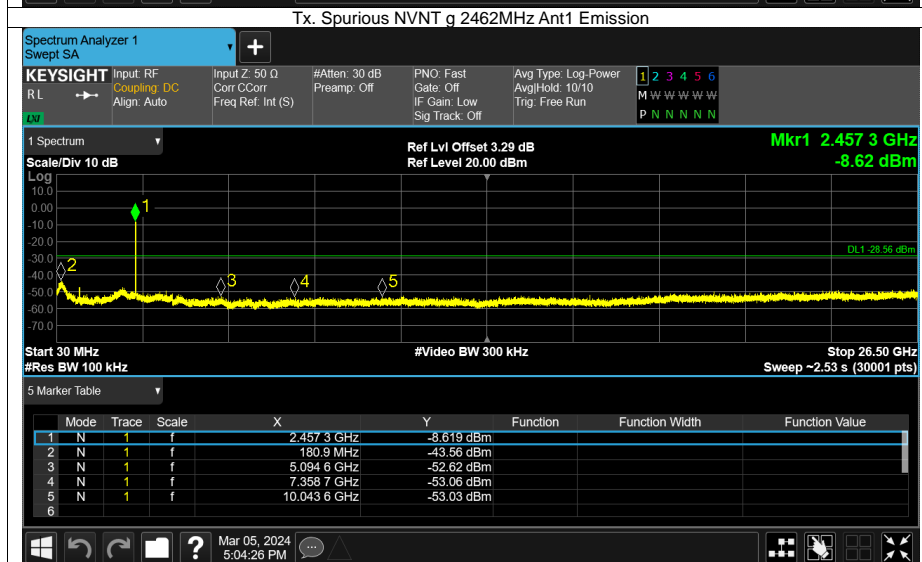 Tx. Spurious NVNT g 2462MHz Ant1 Emission
Spectrum Analyzer 1
Swept SA
+
KEYSIGHT Input: RF Input Z: 50 Ω #Atten: 30 dB PNO: Fast Avg Type: Log-Power 1 2 3 4 5 6
RL Coupling: DC Corr CCorr Preamp: Off Gate: Off Avg|Hold: 10/10 M W W W W W
Align: Auto Freq Ref: Int (S) IF Gain: Low Trig: Free Run
LXI Sig Track: Off P N N N N N
1 Spectrum Ref Lvl Offset 3.29 dB Mkr1 2.457 3 GHz
Scale/Div 10 dB Ref Level 20.00 dBm -8.62 dBm
Log
10.0
0.00 1
-10.0
-20.0
DL1 -28.56 dBm
-30.0 2
-40.0 3 4 5
-50.0
-60.0
-70.0
Start 30 MHz #Video BW 300 kHz Stop 26.50 GHz
#Res BW 100 kHz Sweep ~2.53 s (30001 pts)
5 Marker Table
Mode Trace Scale X Y Function Function Width Function Value
1 N 1 f 2.457 3 GHz -8.619 dBm
2 N 1 f 180.9 MHz -43.56 dBm
3 N 1 f 5.094 6 GHz -52.62 dBm
4 N 1 f 7.358 7 GHz -53.06 dBm
5 N 1 f 10.043 6 GHz -53.03 dBm
6
? Mar 05, 2024
5:04:26 PM